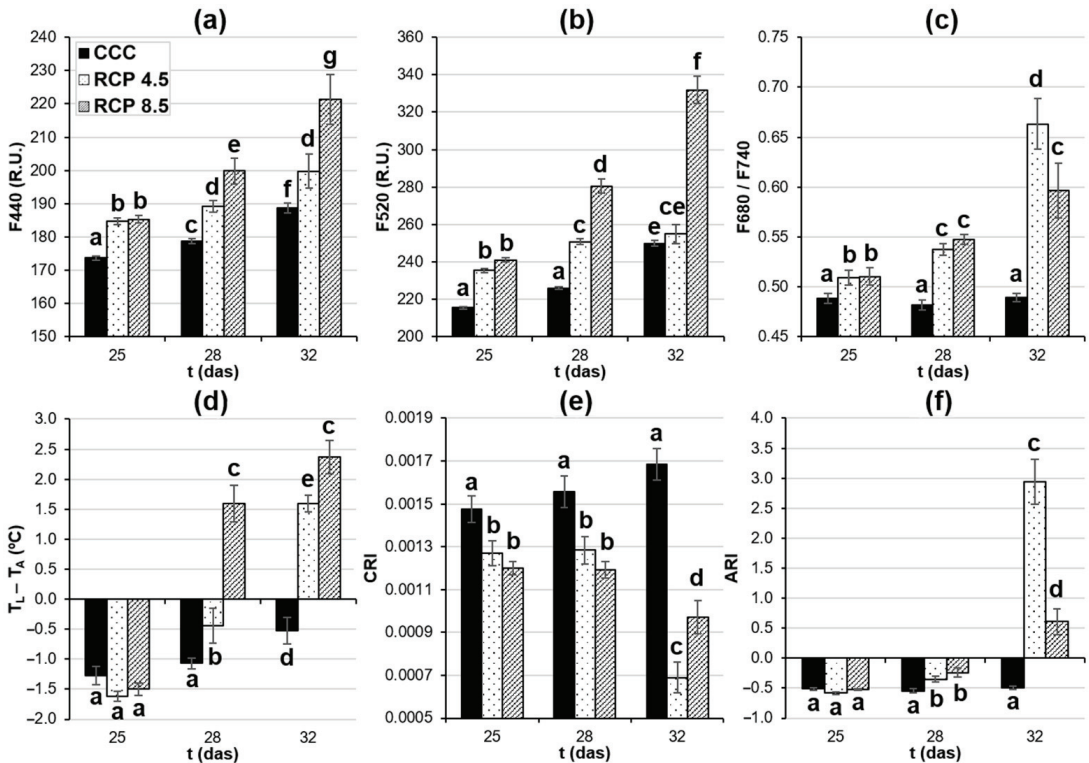 (a)
240
230
220
210
200
190
180
170
160
150
F440 (R.U.)
CCC
RCP 4.5
RCP 8.5
a b b
c d e
f d g
25 28 32
t (das)
(b)
360
340
320
300
280
260
240
220
200
F520 (R.U.)
a b b
a c d
e ce f
25 28 32
t (das)
(c)
0.75
0.70
0.65
0.60
0.55
0.50
0.45
F680 / F740
a b b
a c c
a d c
25 28 32
t (das)
(d)
3.0
2.5
2.0
1.5
1.0
0.5
0.0
−0.5
−1.0
−1.5
−2.0
TL − TA (ºC)
a a a
a b c
d e c
25 28 32
t (das)
(e)
0.0019
0.0017
0.0015
0.0013
0.0011
0.0009
0.0007
0.0005
CRI
a b b
a b b
a c d
25 28 32
t (das)
(f)
4.0
3.5
3.0
2.5
2.0
1.5
1.0
0.5
0.0
−0.5
−1.0
ARI
a a a
a b b
a c d
25 28 32
t (das)